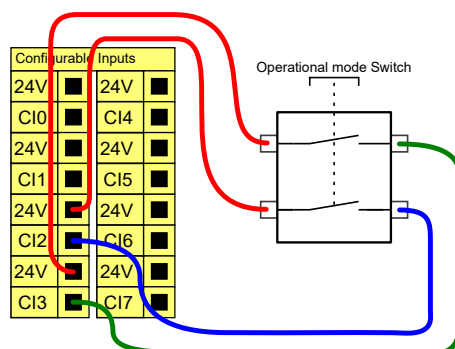 Configurable Inputs
24V 24V
CI0 CI4
24V 24V
CI1 CI5
24V 24V
CI2 CI6
24V 24V
CI3 CI7
Operational mode Switch